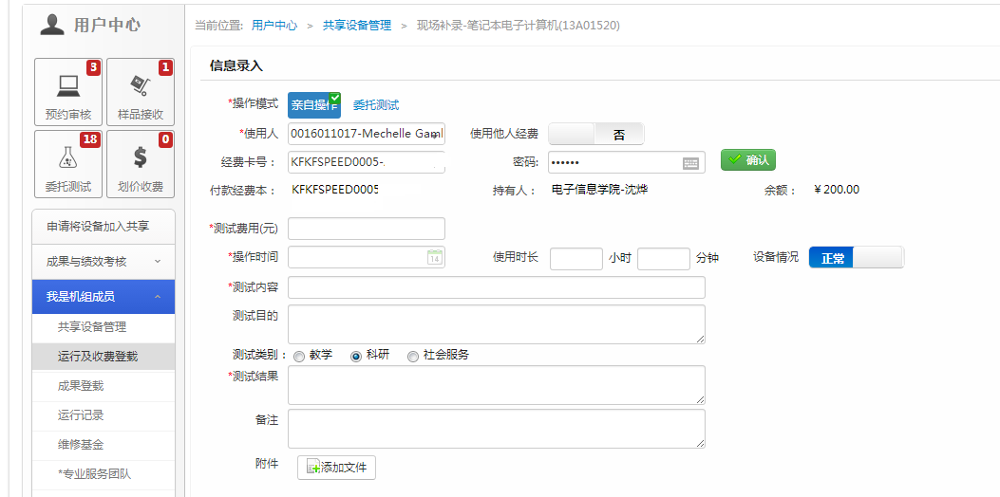 用户中心
当前位置: 用户中心 > 共享设备管理 > 现场补录-笔记本电子计算机(13A01520)
3
预约审核
1
样品接收
18
委托测试
0
划价收费
申请将设备加入共享
成果与绩效考核
我是机组成员
共享设备管理
运行及收费登载
成果登载
运行记录
维修基金
*专业服务团队
信息录入
*操作模式 亲自操作 委托测试
*使用人 0016011017-Mechelle Gaml 使用他人经费 否
经费卡号: KFKFSPEED0005- 密码: •••••• 确认
付款经费本: KFKFSPEED0005 持有人: 电子信息学院-沈烨 余额: ¥200.00
*测试费用(元)
*操作时间 14 使用时长 小时 分钟 设备情况 正常
*测试内容
测试目的
测试类别: 教学 科研 社会服务
*测试结果
备注
附件 添加文件